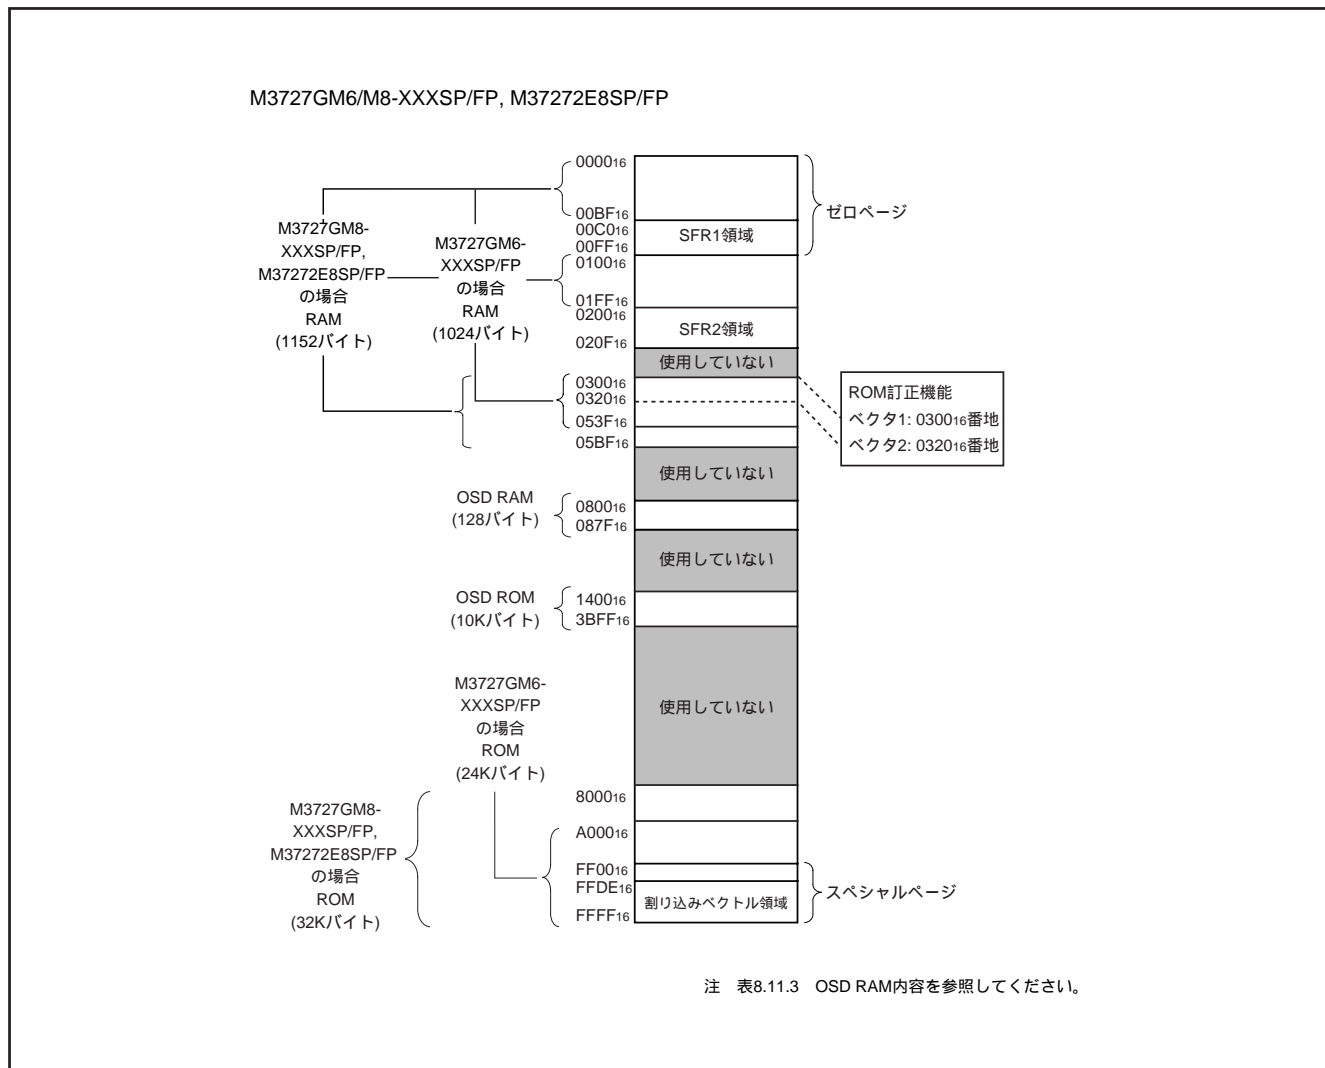 M3727GM6/M8-XXXSP/FP, M37272E8SP/FP
M3727GM8-
XXXSP/FP,
M37272E8SP/FP
の場合
RAM
(1152バイト)
M3727GM6-
XXXSP/FP
の場合
RAM
(1024バイト)
000016
00BF16
00C016
00FF16
010016
01FF16
020016
020F16
030016
032016
053F16
05BF16
SFR1領域
SFR2領域
使用していない
ゼロページ
ROM訂正機能
ベクタ1: 030016番地
ベクタ2: 032016番地
使用していない
OSD RAM
(128バイト)
080016
087F16
使用していない
OSD ROM
(10Kバイト)
140016
3BFF16
使用していない
M3727GM6-
XXXSP/FP
の場合
ROM
(24Kバイト)
M3727GM8-
XXXSP/FP,
M37272E8SP/FP
の場合
ROM
(32Kバイト)
800016
A00016
FF0016
FFDE16
FFFF16
割り込みベクトル領域
スペシャルページ
注 表8.11.3 OSD RAM内容を参照してください。